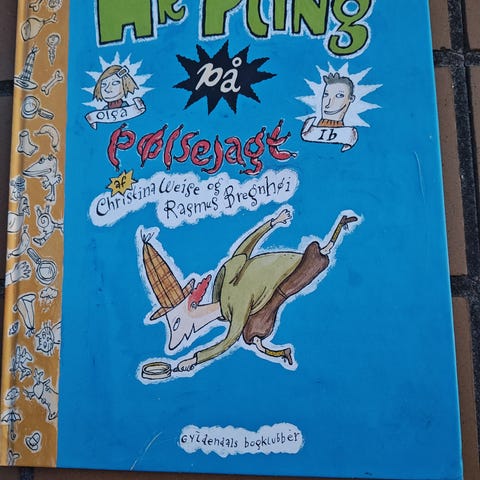 Hr Pling
på
Olga
Ib
Pølsejagt
af
Christina Weise og
Rasmus Bregnhøi
Gyldendals bogklubber